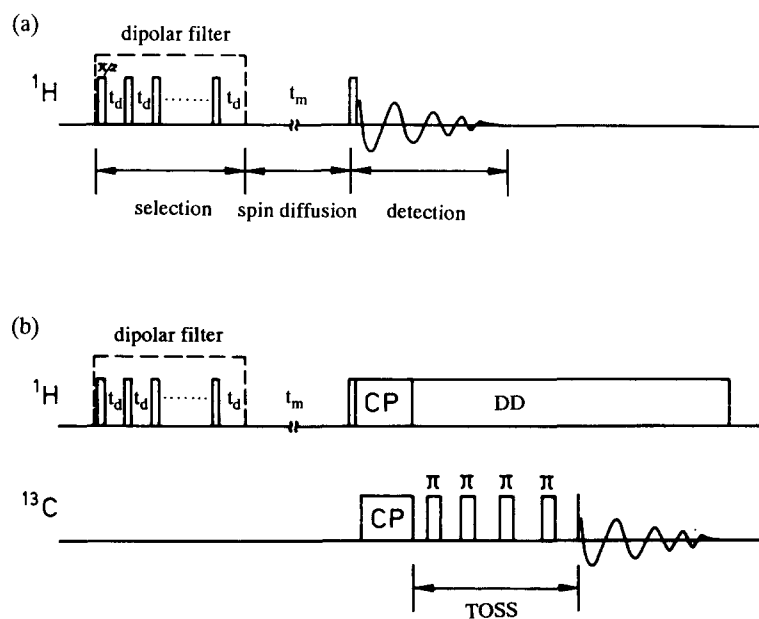 (a)
dipolar filter
π/2
¹H
t_d t_d ........ t_d
t_m
selection
spin diffusion
detection
(b)
dipolar filter
¹H
t_d t_d ........ t_d
t_m
CP
DD
¹³C
CP
π π π π
TOSS